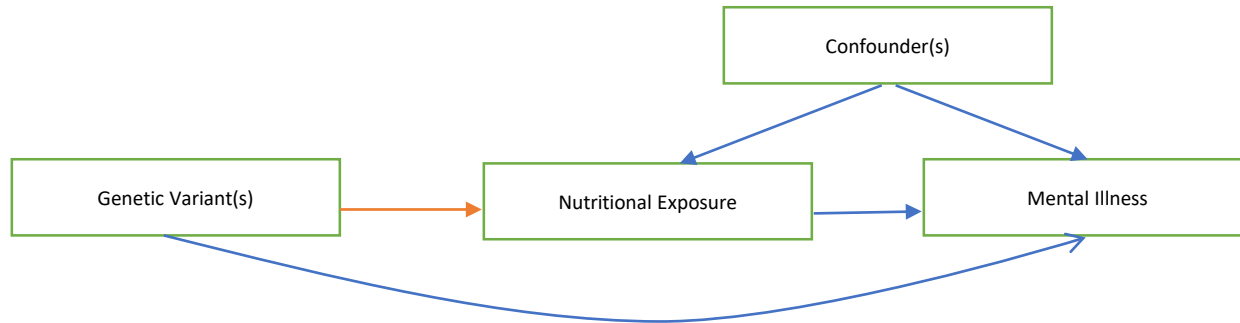 Confounder(s)
Genetic Variant(s)
Nutritional Exposure
Mental Illness